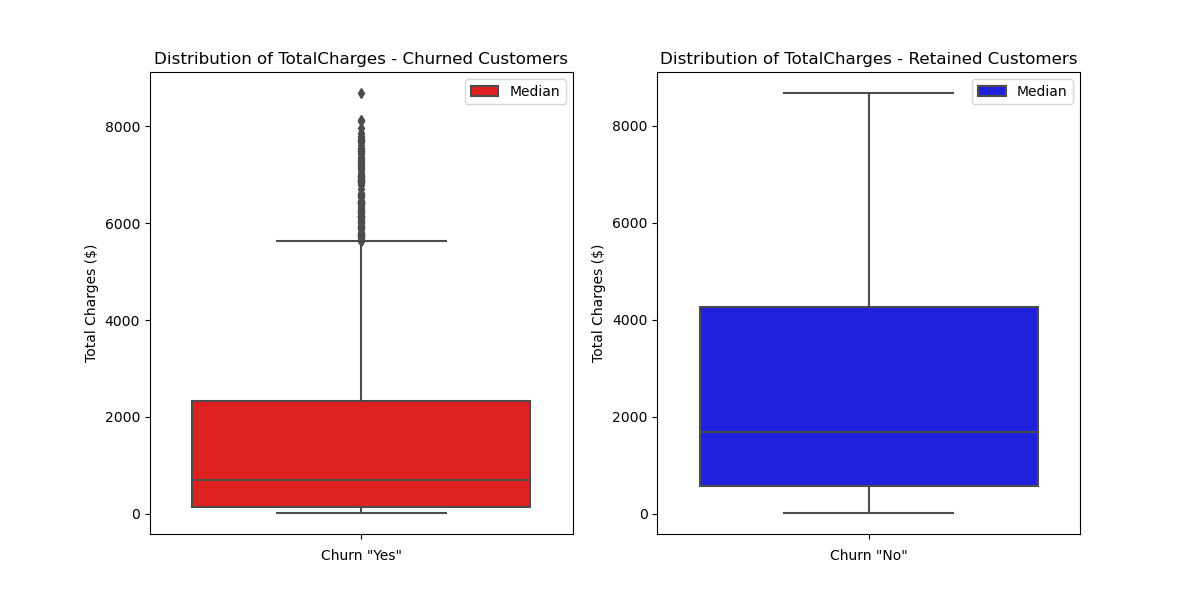 Distribution of TotalCharges - Churned Customers
Median
8000
6000
4000
2000
0
Total Charges ($)
Churn "Yes"
Distribution of TotalCharges - Retained Customers
Median
8000
6000
4000
2000
0
Total Charges ($)
Churn "No"